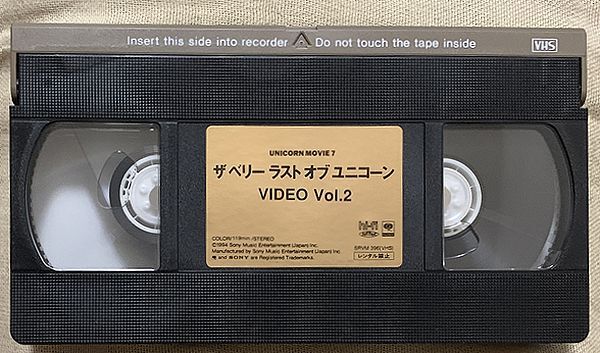 Insert this side into recorder △ Do not touch the tape inside
VHS
UNICORN MOVIE 7
ザ ベリー ラスト オブ ユニコーン
VIDEO Vol.2
hi-fi
COLOR/119min./STEREO
©1994 Sony Music Entertainment (Japan) Inc.
Manufactured by Sony Music Entertainment (Japan) Inc.
and SONY are Registered Trademarks.
SRVM 396(VHS)
レンタル禁止